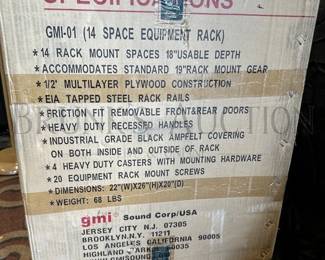 SPECIFICATIONS
GMI-01 (14 SPACE EQUIPMENT RACK)
*14 RACK MOUNT SPACES 18"USABLE DEPTH
*ACCOMMODATES STANDARD 19"RACK MOUNT GEAR
*1/2' MULTILAYER PLYWOOD CONSTRUCTION
*EIA TAPPED STEEL RACK RAILS
*FRICTION FIT REMOVABLE FRONT&REAR DOORS
*HEAVY DUTY RECESSED HANDLES
*INDUSTRIAL GRADE BLACK AMPFELT COVERING
ON BOTH INSIDE AND OUTSIDE OF RACK
*4 HEAVY DUTY CASTERS WITH MOUNTING HARDWARE
*20 EQUIPMENT RACK MOUNT SCREWS
*DIMENSIONS: 22"(W)X26"(H)X20"(D)
*WEIGHT: 68 LBS
gmi Sound Corp/USA
JERSEY CITY N.J. 07305
BROOKLYN.N.Y. 11211
LOS ANGELES CALIFORNIA 90005
HIGHLAND 60035